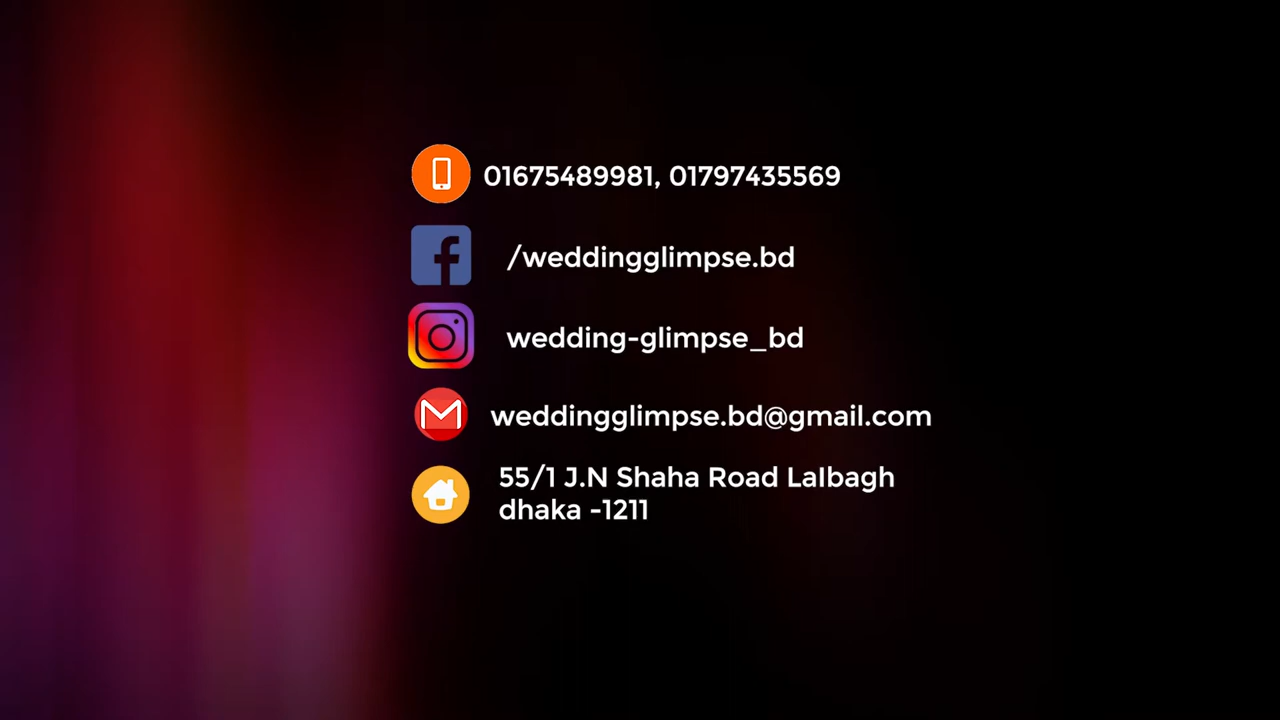 01675489981, 01797435569
/weddingglimpse.bd
wedding-glimpse_bd
weddingglimpse.bd@gmail.com
55/1 J.N Shaha Road Lalbagh
dhaka -1211